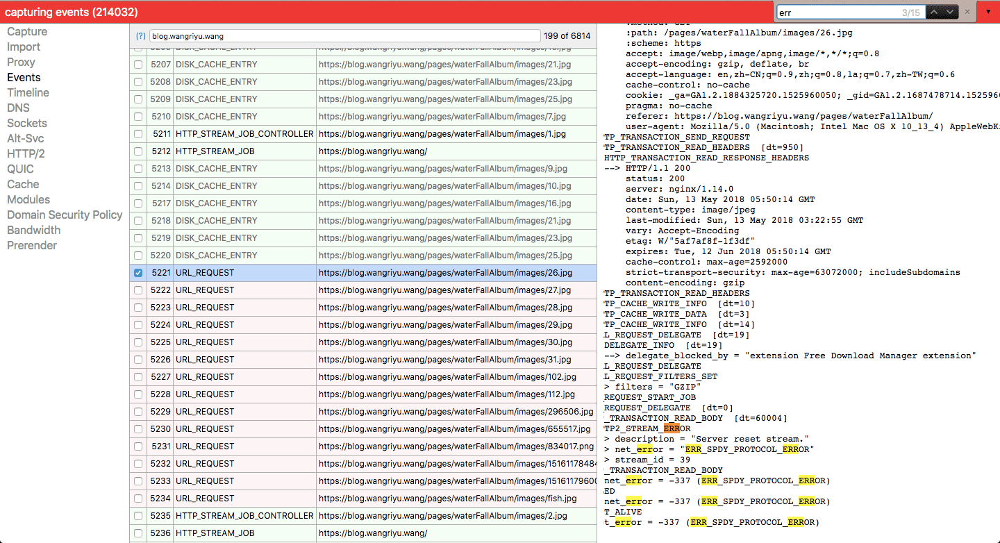 capturing events (214032)
err
3/15
Capture
Import
Proxy
Events
Timeline
DNS
Sockets
Alt-Svc
HTTP/2
QUIC
Cache
Modules
Domain Security Policy
Bandwidth
Prerender
(?) blog.wangriyu.wang 199 of 6814
5207 DISK_CACHE_ENTRY https://blog.wangriyu.wang/pages/waterFallAlbum/images/21.jpg
5208 DISK_CACHE_ENTRY https://blog.wangriyu.wang/pages/waterFallAlbum/images/23.jpg
5209 DISK_CACHE_ENTRY https://blog.wangriyu.wang/pages/waterFallAlbum/images/25.jpg
5210 DISK_CACHE_ENTRY https://blog.wangriyu.wang/pages/waterFallAlbum/images/7.jpg
5211 HTTP_STREAM_JOB_CONTROLLER https://blog.wangriyu.wang/pages/waterFallAlbum/images/1.jpg
5212 HTTP_STREAM_JOB https://blog.wangriyu.wang/
5213 DISK_CACHE_ENTRY https://blog.wangriyu.wang/pages/waterFallAlbum/images/9.jpg
5214 DISK_CACHE_ENTRY https://blog.wangriyu.wang/pages/waterFallAlbum/images/10.jpg
5217 DISK_CACHE_ENTRY https://blog.wangriyu.wang/pages/waterFallAlbum/images/16.jpg
5218 DISK_CACHE_ENTRY https://blog.wangriyu.wang/pages/waterFallAlbum/images/21.jpg
5219 DISK_CACHE_ENTRY https://blog.wangriyu.wang/pages/waterFallAlbum/images/23.jpg
5220 DISK_CACHE_ENTRY https://blog.wangriyu.wang/pages/waterFallAlbum/images/25.jpg
5221 URL_REQUEST https://blog.wangriyu.wang/pages/waterFallAlbum/images/26.jpg
5222 URL_REQUEST https://blog.wangriyu.wang/pages/waterFallAlbum/images/27.jpg
5223 URL_REQUEST https://blog.wangriyu.wang/pages/waterFallAlbum/images/28.jpg
5224 URL_REQUEST https://blog.wangriyu.wang/pages/waterFallAlbum/images/29.jpg
5225 URL_REQUEST https://blog.wangriyu.wang/pages/waterFallAlbum/images/30.jpg
5226 URL_REQUEST https://blog.wangriyu.wang/pages/waterFallAlbum/images/31.jpg
5227 URL_REQUEST https://blog.wangriyu.wang/pages/waterFallAlbum/images/102.jpg
5228 URL_REQUEST https://blog.wangriyu.wang/pages/waterFallAlbum/images/112.jpg
5229 URL_REQUEST https://blog.wangriyu.wang/pages/waterFallAlbum/images/296506.jpg
5230 URL_REQUEST https://blog.wangriyu.wang/pages/waterFallAlbum/images/655517.jpg
5231 URL_REQUEST https://blog.wangriyu.wang/pages/waterFallAlbum/images/834017.png
5232 URL_REQUEST https://blog.wangriyu.wang/pages/waterFallAlbum/images/15161178484
5233 URL_REQUEST https://blog.wangriyu.wang/pages/waterFallAlbum/images/15161179600
5234 URL_REQUEST https://blog.wangriyu.wang/pages/waterFallAlbum/images/fish.jpg
5235 HTTP_STREAM_JOB_CONTROLLER https://blog.wangriyu.wang/pages/waterFallAlbum/images/2.jpg
5236 HTTP_STREAM_JOB https://blog.wangriyu.wang/
:path: /pages/waterFallAlbum/images/26.jpg
:scheme: https
accept: image/webp,image/apng,image/*,*/*;q=0.8
accept-encoding: gzip, deflate, br
accept-language: en,zh-CN;q=0.9,zh;q=0.8,la;q=0.7,zh-TW;q=0.6
cache-control: no-cache
cookie: _ga=GA1.2.1884325720.1525960050; _gid=GA1.2.1687478714.152596
pragma: no-cache
referer: https://blog.wangriyu.wang/pages/waterFallAlbum/
user-agent: Mozilla/5.0 (Macintosh; Intel Mac OS X 10_13_4) AppleWebKi
TP_TRANSACTION_SEND_REQUEST
TP_TRANSACTION_READ_HEADERS [dt=950]
HTTP_TRANSACTION_READ_RESPONSE_HEADERS
--> HTTP/1.1 200
status: 200
server: nginx/1.14.0
date: Sun, 13 May 2018 05:50:14 GMT
content-type: image/jpeg
last-modified: Sun, 13 May 2018 03:22:55 GMT
vary: Accept-Encoding
etag: W/"5af7af8f-1f3df"
expires: Tue, 12 Jun 2018 05:50:14 GMT
cache-control: max-age=2592000
strict-transport-security: max-age=63072000; includeSubdomains
content-encoding: gzip
TP_TRANSACTION_READ_HEADERS
TP_CACHE_WRITE_INFO [dt=10]
TP_CACHE_WRITE_DATA [dt=3]
TP_CACHE_WRITE_INFO [dt=14]
L_REQUEST_DELEGATE [dt=19]
DELEGATE_INFO [dt=19]
--> delegate_blocked_by = "extension Free Download Manager extension"
L_REQUEST_DELEGATE
L_REQUEST_FILTERS_SET
> filters = "GZIP"
REQUEST_START_JOB
REQUEST_DELEGATE [dt=0]
_TRANSACTION_READ_BODY [dt=60004]
TP2_STREAM_ERROR
> description = "Server reset stream."
> net_error = "ERR_SPDY_PROTOCOL_ERROR"
> stream_id = 39
_TRANSACTION_READ_BODY
net_error = -337 (ERR_SPDY_PROTOCOL_ERROR)
ED
net_error = -337 (ERR_SPDY_PROTOCOL_ERROR)
T_ALIVE
t_error = -337 (ERR_SPDY_PROTOCOL_ERROR)